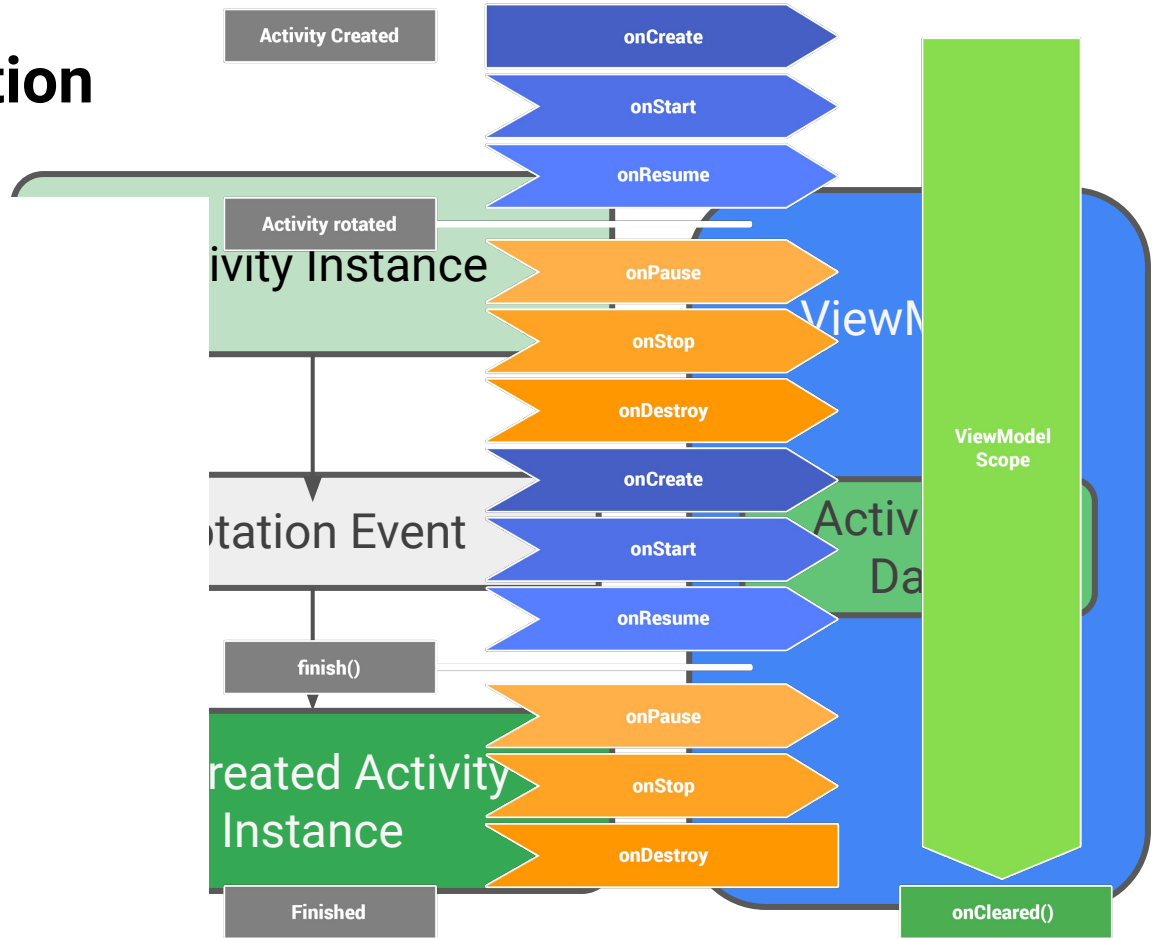 Activity Created
onCreate
tion
onStart
onResume
Activity rotated
ivity Instance
onPause
ViewM
onStop
onDestroy
ViewModel
Scope
onCreate
Activ
tation Event
onStart
Da
onResume
finish()
onPause
reated Activity
Instance
onStop
onDestroy
Finished
onCleared()